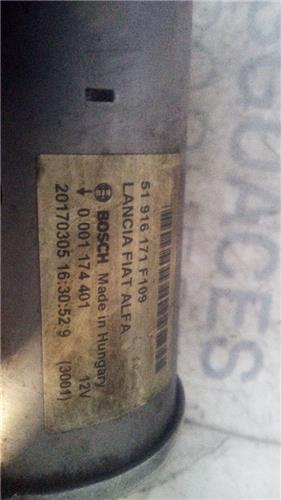 51 916 171 F109
LANCIA FIAT ALFA
BOSCH Made in Hungary
0 001 174 401 12V
20170305 16:30:52 9 (3001)